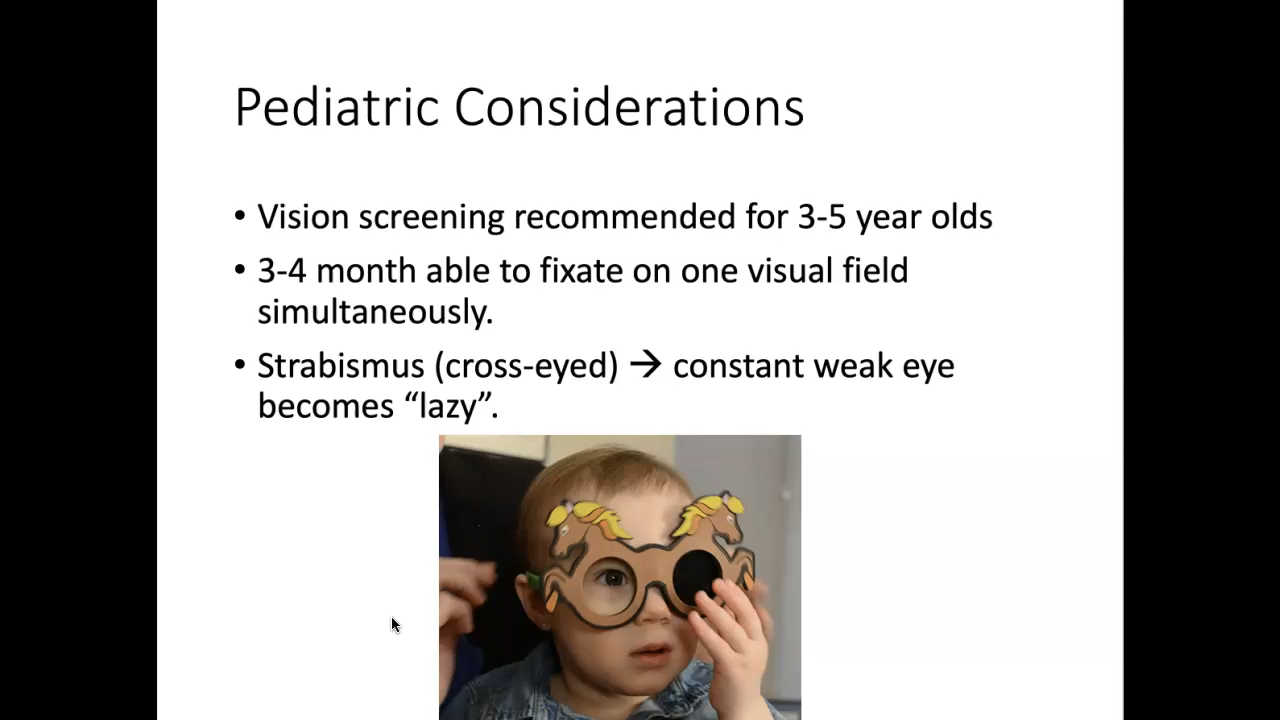 Pediatric Considerations
• Vision screening recommended for 3-5 year olds
• 3-4 month able to fixate on one visual field
simultaneously.
• Strabismus (cross-eyed) → constant weak eye
becomes “lazy”.